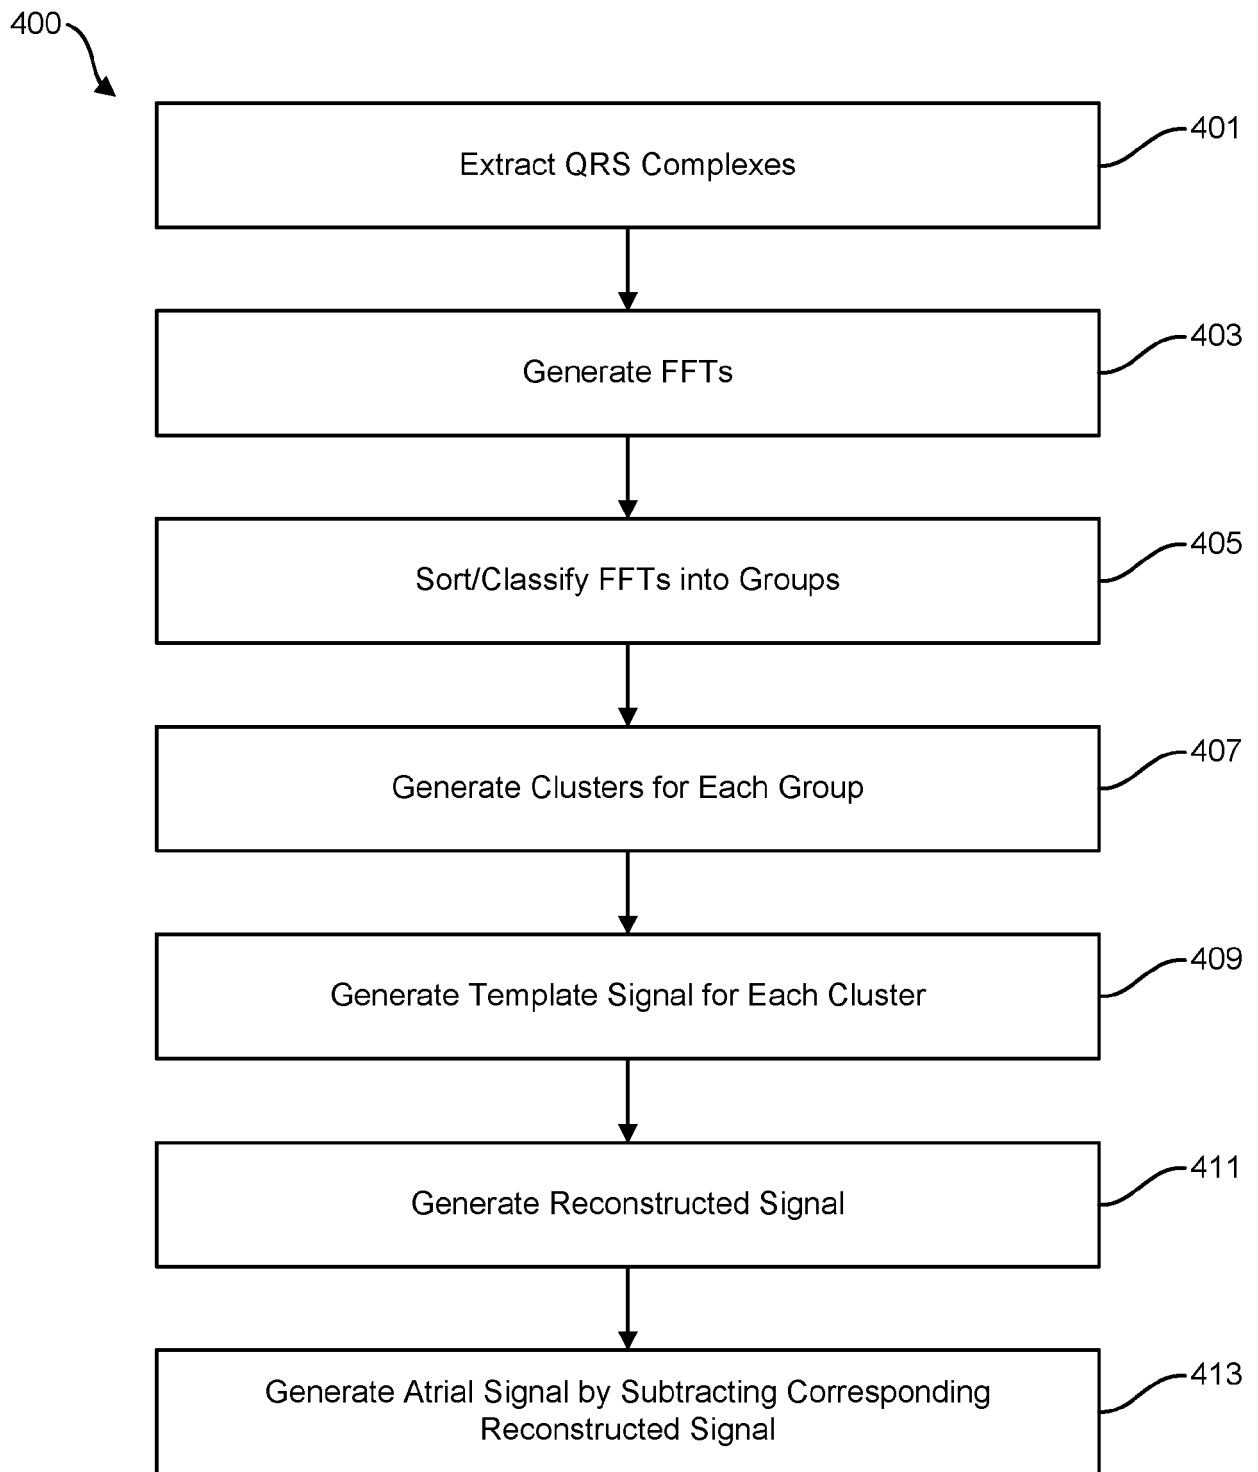 400
401
Extract QRS Complexes
403
Generate FFTs
405
Sort/Classify FFTs into Groups
407
Generate Clusters for Each Group
409
Generate Template Signal for Each Cluster
411
Generate Reconstructed Signal
413
Generate Atrial Signal by Subtracting Corresponding
Reconstructed Signal